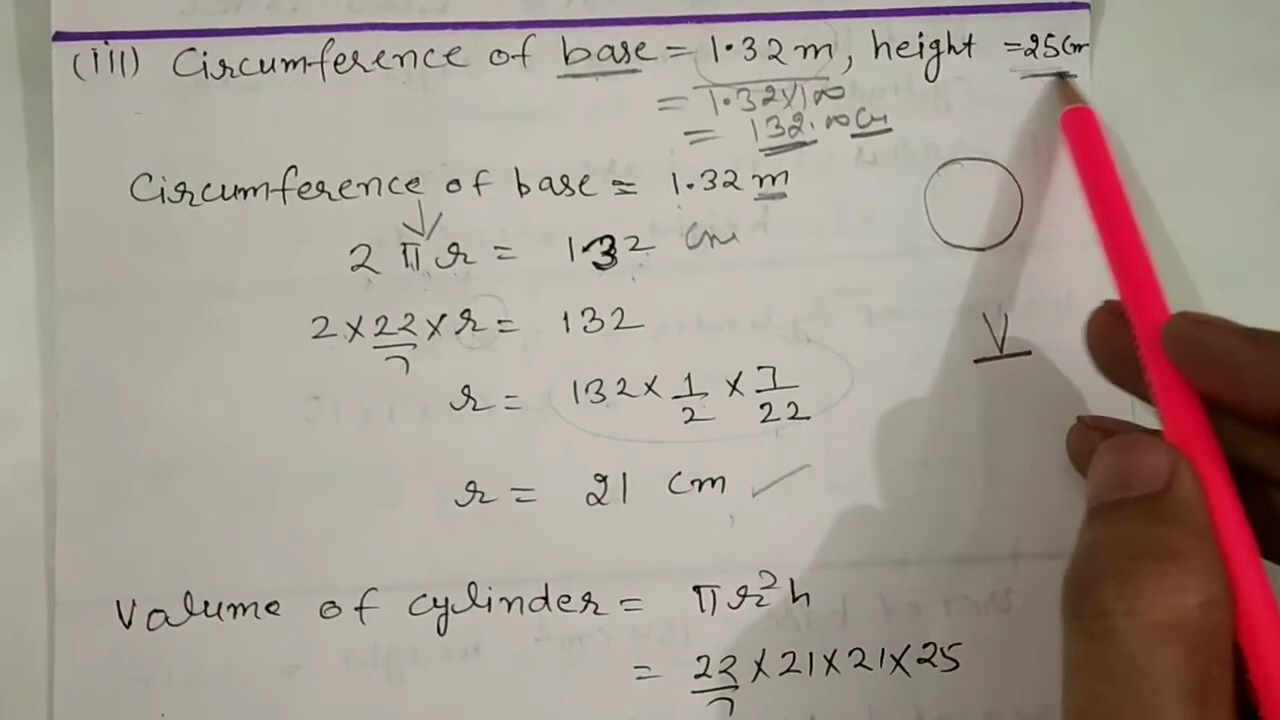 (iii) Circumference of base = 1.32 m, height = 25 cm
= 1.32 × 100
= 132.00 cm
Circumference of base = 1.32 m
2 π r = 132 cm
2 × 22/7 × r = 132
r = 132 × 1/2 × 7/22
r = 21 cm ✓
V
Volume of cylinder = πr²h
= 22/7 × 21 × 21 × 25